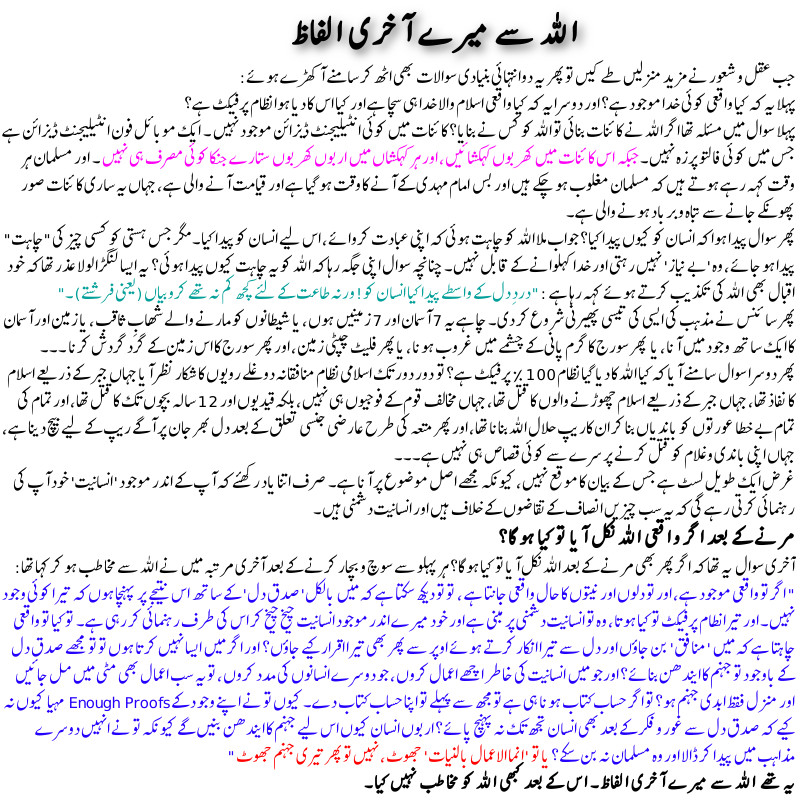 اللہ سے میرے آخری الفاظ
جب عقل و شعور نے مزید منزلیں طے کیں تو پھر یہ دو انتہائی بنیادی سوالات بھی اٹھ کر سامنے آ کھڑے ہوئے :
پہلا یہ کہ کیا واقعی کوئی خدا موجود ہے؟ اور دوسرا یہ کہ کیا واقعی اسلام والا خدا ہی سچا ہے اور کیا اس کا دیا ہوا نظام پرفیکٹ ہے؟
پہلا سوال میں مسئلہ تھا اگر اللہ نے کائنات بنائی تو اللہ کو کس نے بنایا؟ کائنات میں کوئی انٹیلیجنٹ ڈیزائن موجود نہیں۔ ایک موبائل فون انٹیلیجنٹ ڈیزائن ہے
جس میں کوئی فالتو پرزہ نہیں۔ جبکہ اس کائنات میں کھربوں کہکشائیں، اور ہر کہکشاں میں اربوں کھربوں ستارے جنکا کوئی مصرف ہی نہیں۔ اور مسلمان ہر
وقت کہہ رہے ہوتے ہیں کہ مسلمان مغلوب ہو چکے ہیں اور بس امام مہدی کے آنے کا وقت ہو گیا ہے اور قیامت آنے والی ہے، جہاں یہ ساری کائنات صور
پھونکے جانے سے تباہ و برباد ہونے والی ہے۔
پھر سوال پیدا ہوا کہ انسان کو کیوں پیدا کیا؟ جواب ملا اللہ کو چاہت ہوئی کہ اپنی عبادت کروائے، اس لیے انسان کو پیدا کیا۔ مگر جس ہستی کو کسی چیز کی "چاہت"
پیدا ہو جائے، وہ 'بے نیاز' نہیں رہتی اور خدا کہلوانے کے قابل نہیں۔ چنانچہ سوال اپنی جگہ رہا کہ اللہ کو یہ چاہت کیوں پیدا ہوئی؟ یہ ایسا لنگڑا لولا عذر تھا کہ خود
اقبال بھی اللہ کی تکذیب کرتے ہوئے کہہ رہا ہے : "دردِ دل کے واسطے پیدا کیا انسان کو! ورنہ طاعت کے لئے کچھ کم نہ تھے کروبیاں (یعنی فرشتے)۔"
پھر سائنس نے مذہب کی ایسی کی تیسی پھیرنی شروع کر دی۔ چاہے یہ 7 آسمان اور 7 زمینیں ہوں، یا شیطانوں کو مارنے والے شہابِ ثاقب، یا زمین اور آسمان
کا ایک ساتھ وجود میں آنا، یا پھر سورج کا گرم پانی کے چشمے میں غروب ہونا، یا پھر فلیٹ چپٹی زمین، اور پھر سورج کا اس زمین کے گرد گردش کرنا ۔۔۔
پھر دوسرا سوال سامنے آیا کہ کیا اللہ کا دیا گیا نظام 100 بز پرفیکٹ ہے؟ تو دور دور تک اسلامی نظام منافقانہ دوغلے رویوں کا شکار نظر آیا جہاں جبر کے ذریعے اسلام
کا نفاذ تھا، جہاں جبر کے ذریعے اسلام چھوڑنے والوں کا قتل تھا، جہاں مخالف قوم کے فوجیوں ہی نہیں، بلکہ قیدیوں اور 12 سالہ بچوں تک کا قتل تھا، اور تمام کی
تمام بے خطا عورتوں کو باندیاں بنا کر ان کا ریپ حلال اللہ بنانا تھا، اور پھر متعہ کی طرح عارضی جنسی تعلق کے بعد دل بھر جان پر آگے ریپ کے لیے بیچ دینا ہے،
جہاں اپنی باندی و غلام کو قتل کرنے پر سرے سے کوئی قصاص ہی نہیں ہے۔۔۔
غرض ایک طویل لسٹ ہے جس کے بیان کا موقع نہیں، کیونکہ مجھے اصل موضوع پر آنا ہے۔ صرف اتنا یاد رکھئے کہ آپ کے اندر موجود 'انسانیت' خود آپ کی
رہنمائی کرتی رہے گی کہ یہ سب چیزیں انصاف کے تقاضوں کے خلاف ہیں اور انسانیت دشمنی ہیں۔
مرنے کے بعد اگر واقعی اللہ نکل آیا تو کیا ہو گا؟
آخری سوال یہ تھا کہ اگر پھر بھی مرنے کے بعد اللہ نکل آیا تو کیا ہو گا؟ ہر پہلو سے سوچ و بچار کرنے کے بعد آخری مرتبہ میں نے اللہ سے مخاطب ہو کر کہا تھا:
"اگر تو واقعی موجود ہے، اور تو دلوں اور نیتوں کا حال واقعی جانتا ہے، تو تو دیکھ سکتا ہے کہ میں بالکل 'صدق دل' کے ساتھ اس نتیجے پر پہنچا ہوں کہ تیرا کوئی وجود
نہیں۔ اور تیرا نظام پرفیکٹ تو کیا ہوتا، وہ تو انسانیت دشمنی پر مبنی ہے اور خود میرے اندر موجود انسانیت چیخ چیخ کر اس کی طرف رہنمائی کر رہی ہے۔ تو کیا تو واقعی
چاہتا ہے کہ میں 'منافق' بن جاؤں اور دل سے تیرا انکار کرتے ہوئے اوپر سے پھر بھی تیرا اقرار کیے جاؤں؟ اور اگر میں ایسا نہیں کرتا ہوں تو تو مجھے صدق دل
کے باوجود تو جہنم کا ایندھن بنائے؟ اور جو میں انسانیت کی خاطر اچھے اعمال کروں، جو دوسرے انسانوں کی مدد کروں، تو یہ سب اعمال بھی مٹی میں مل جائیں
اور منزل فقط ابدی جہنم ہو؟ تو اگر حساب کتاب ہونا ہی ہے تو مجھ سے پہلے تو اپنا حساب کتاب دے۔ کیوں تو نے اپنے وجود کے Enough Proofs مہیا کیوں نہ
کیے کہ صدق دل سے غور و فکر کے بعد بھی انسان تجھ تک نہ پہنچ پائے؟ اربوں انسان کیوں اس لیے جہنم کا ایندھن بنیں گے کیونکہ تو نے انہیں دوسرے
مذاہب میں پیدا کر ڈالا اور وہ مسلمان نہ بن سکے؟ یا تو 'انما الاعمال بالنیات' جھوٹ، نہیں تو پھر تیری جہنم جھوٹ"
یہ تھے اللہ سے میرے آخری الفاظ۔ اس کے بعد کبھی اللہ کو مخاطب نہیں کیا۔